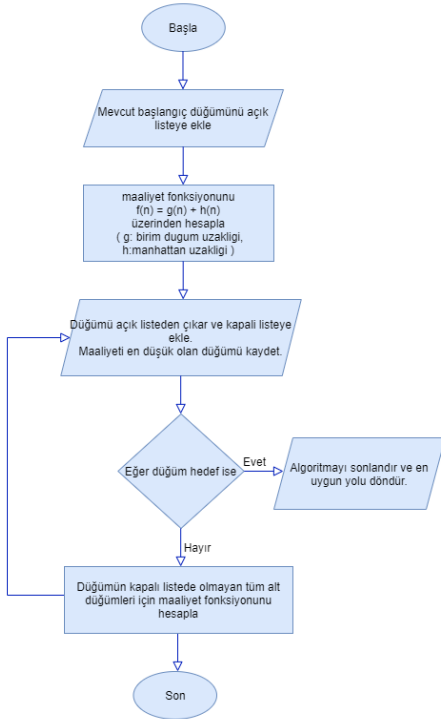 Başla
Mevcut başlangıç düğümünü açık
listeye ekle
maaliyet fonksiyonunu
f(n) = g(n) + h(n)
üzerinden hesapla
( g: birim dugum uzakligi,
h:manhattan uzakligi )
Düğümü açık listeden çıkar ve kapali listeye
ekle.
Maaliyeti en düşük olan düğümü kaydet.
Eğer düğüm hedef ise
Evet
Algoritmayı sonlandır ve en
uygun yolu döndür.
Hayır
Düğümün kapalı listede olmayan tüm alt
düğümleri için maaliyet fonksiyonunu
hesapla
Son